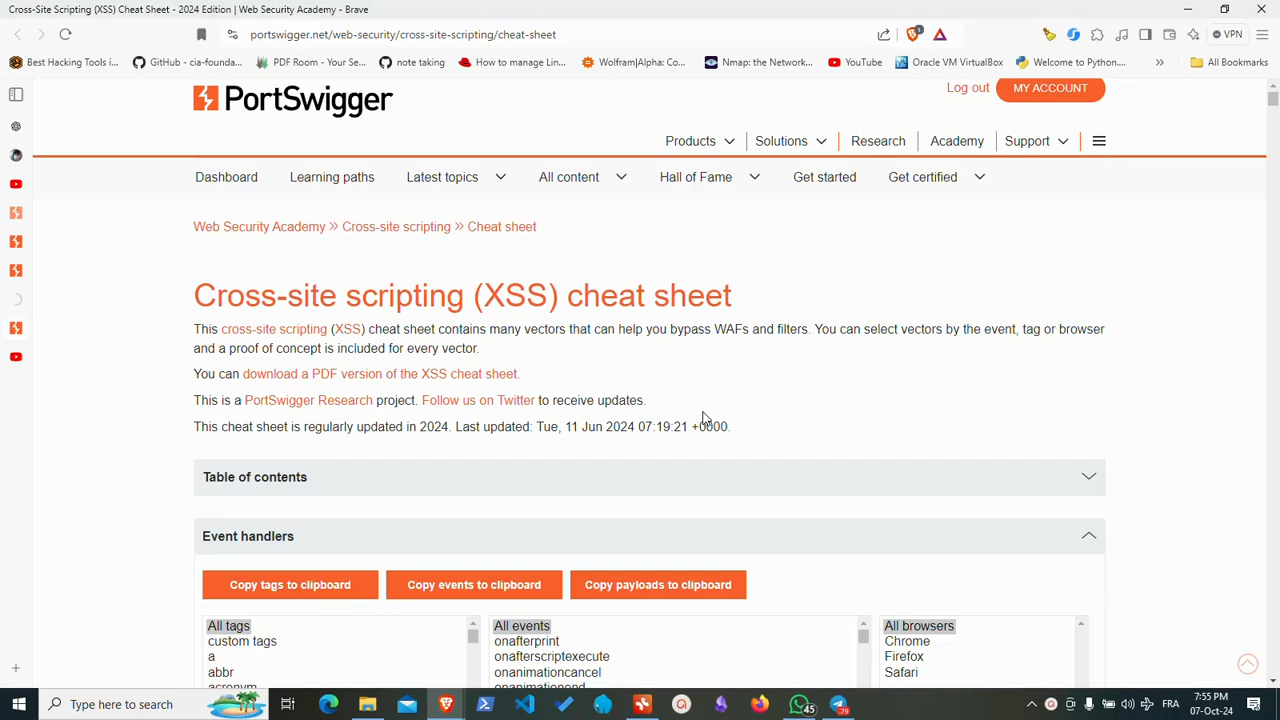 Cross-Site Scripting (XSS) Cheat Sheet - 2024 Edition | Web Security Academy - Brave
portswigger.net/web-security/cross-site-scripting/cheat-sheet
1
VPN
Best Hacking Tools i...
GitHub - cia-founda...
PDF Room - Your Se...
note taking
How to manage Lin...
Wolfram|Alpha: Co...
Nmap: the Network...
YouTube
Oracle VM VirtualBox
Welcome to Python....
»
All Bookmarks
PortSwigger
Log out
MY ACCOUNT
Products
Solutions
Research
Academy
Support
Dashboard
Learning paths
Latest topics
All content
Hall of Fame
Get started
Get certified
Web Security Academy » Cross-site scripting » Cheat sheet
Cross-site scripting (XSS) cheat sheet
This cross-site scripting (XSS) cheat sheet contains many vectors that can help you bypass WAFs and filters. You can select vectors by the event, tag or browser
and a proof of concept is included for every vector.
You can download a PDF version of the XSS cheat sheet.
This is a PortSwigger Research project. Follow us on Twitter to receive updates.
This cheat sheet is regularly updated in 2024. Last updated: Tue, 11 Jun 2024 07:19:21 +0000.
Table of contents
Event handlers
Copy tags to clipboard
Copy events to clipboard
Copy payloads to clipboard
All tags
custom tags
a
abbr
acronym
All events
onafterprint
onafterscriptexecute
onanimationcancel
onanimationend
All browsers
Chrome
Firefox
Safari
Type here to search
45
79
FRA
7:55 PM
07-Oct-24